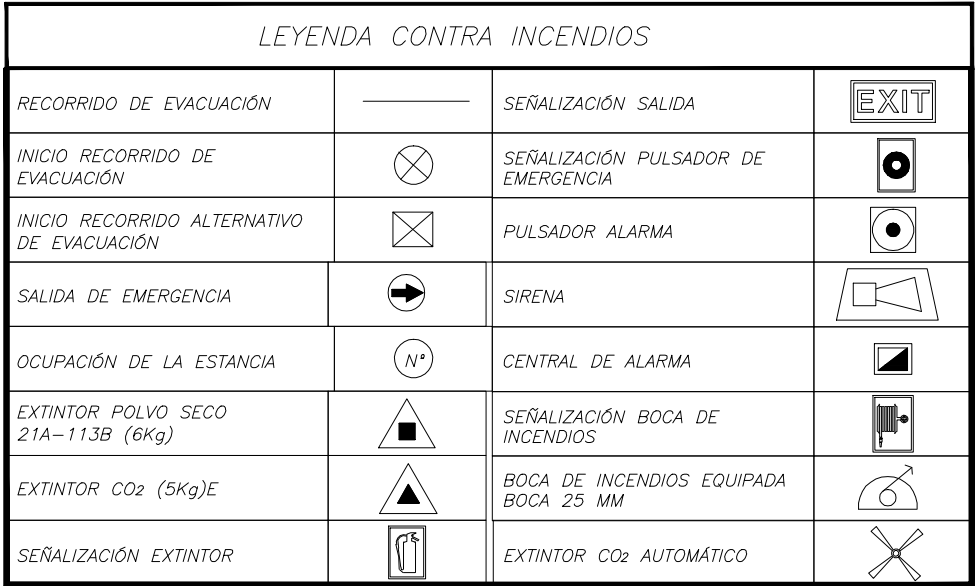 LEYENDA CONTRA INCENDIOS
RECORRIDO DE EVACUACIÓN
SEÑALIZACIÓN SALIDA
EXIT
INICIO RECORRIDO DE
EVACUACIÓN
SEÑALIZACIÓN PULSADOR DE
EMERGENCIA
INICIO RECORRIDO ALTERNATIVO
DE EVACUACIÓN
PULSADOR ALARMA
SALIDA DE EMERGENCIA
SIRENA
OCUPACIÓN DE LA ESTANCIA
Nº
CENTRAL DE ALARMA
EXTINTOR POLVO SECO
21A-113B (6Kg)
SEÑALIZACIÓN BOCA DE
INCENDIOS
EXTINTOR CO2 (5Kg)E
BOCA DE INCENDIOS EQUIPADA
BOCA 25 MM
SEÑALIZACIÓN EXTINTOR
EXTINTOR CO2 AUTOMÁTICO